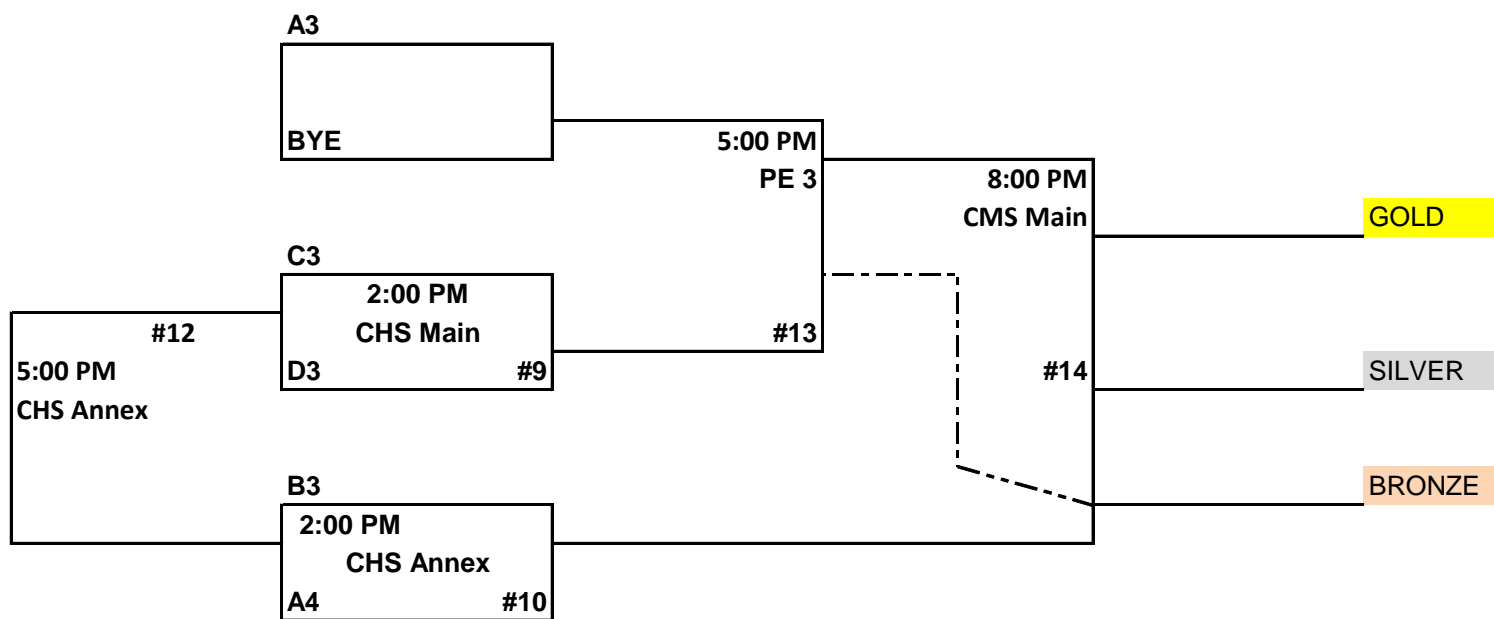 A3
BYE
5:00 PM
PE 3
8:00 PM
CMS Main
GOLD
C3
2:00 PM
#12
CHS Main
#13
5:00 PM
D3 #9
#14
SILVER
CHS Annex
B3
BRONZE
2:00 PM
CHS Annex
A4 #10